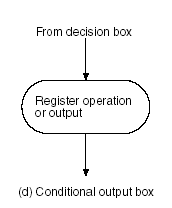 From decision box
Register operation
or output
(d) Conditional output box